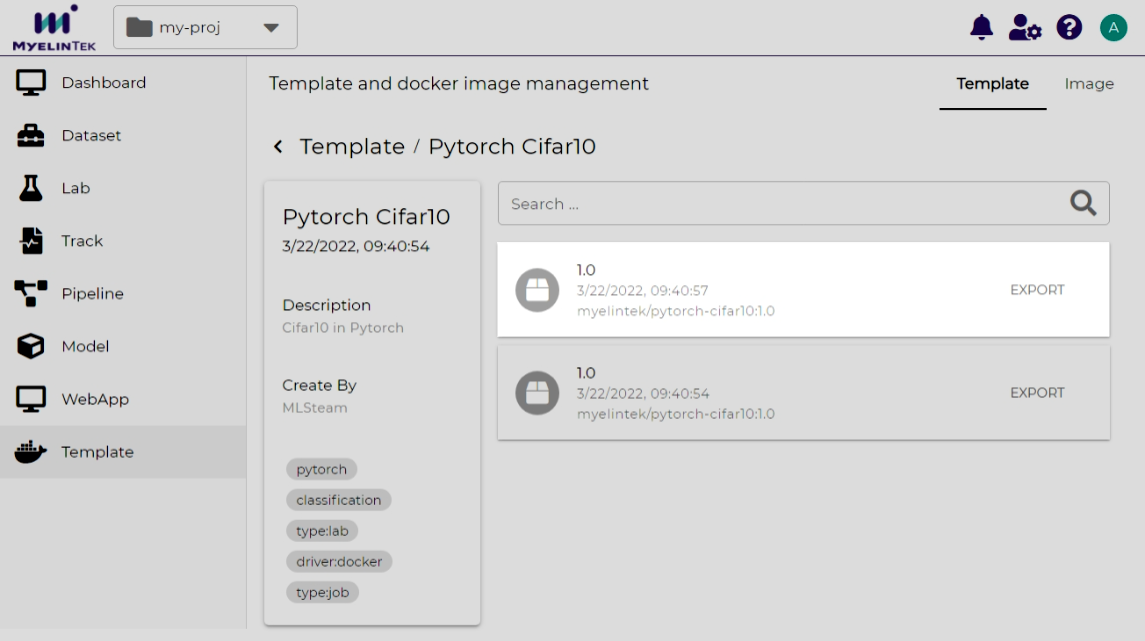 MYELINTEK
my-proj
A
Dashboard
Dataset
Lab
Track
Pipeline
Model
WebApp
Template
Template and docker image management
Template
Image
Template / Pytorch Cifar10
Pytorch Cifar10
3/22/2022, 09:40:54
Description
Cifar10 in Pytorch
Create By
MLSteam
pytorch
classification
type:lab
driver:docker
type:job
Search ...
1.0
3/22/2022, 09:40:57
myelintek/pytorch-cifar10:1.0
EXPORT
1.0
3/22/2022, 09:40:54
myelintek/pytorch-cifar10:1.0
EXPORT